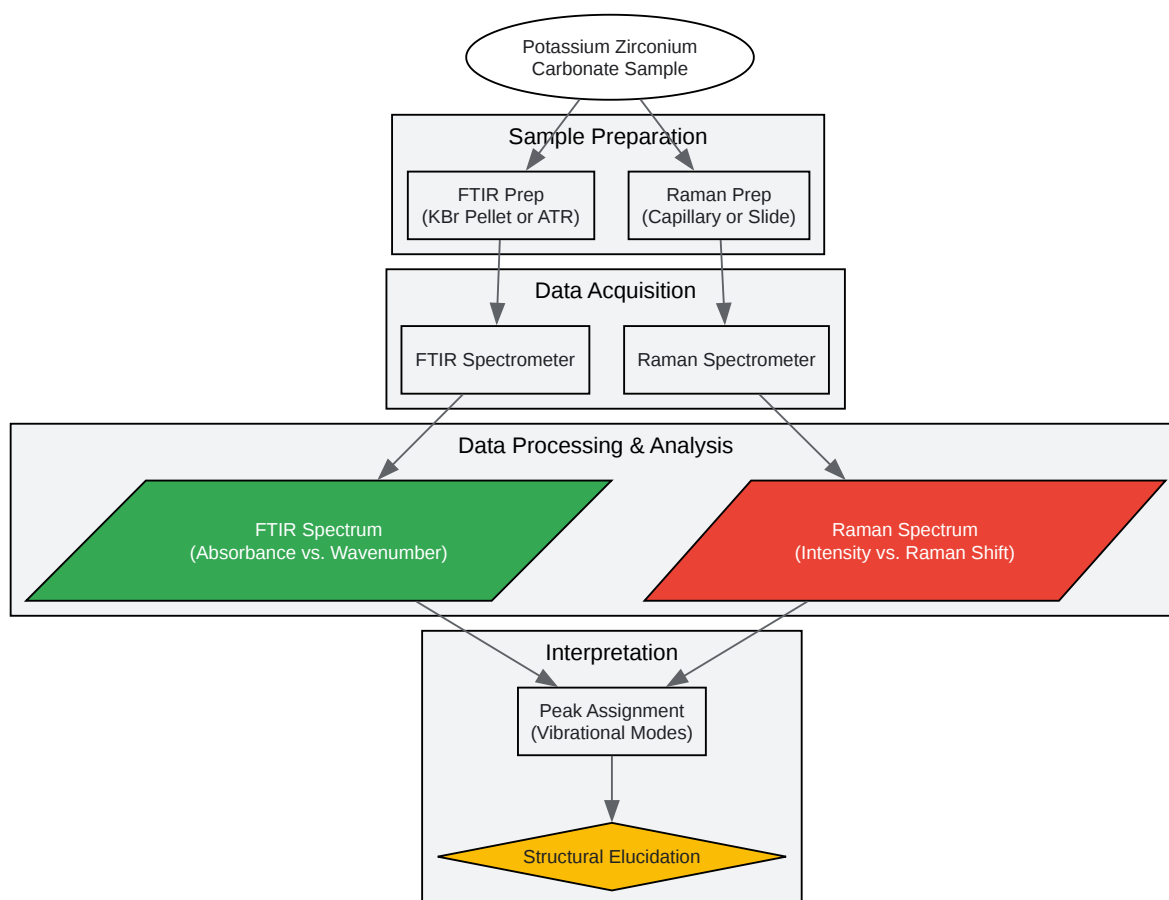 Potassium Zirconium
Carbonate Sample
Sample Preparation
FTIR Prep
(KBr Pellet or ATR)
Raman Prep
(Capillary or Slide)
Data Acquisition
FTIR Spectrometer
Raman Spectrometer
Data Processing & Analysis
FTIR Spectrum
(Absorbance vs. Wavenumber)
Raman Spectrum
(Intensity vs. Raman Shift)
Interpretation
Peak Assignment
(Vibrational Modes)
Structural Elucidation